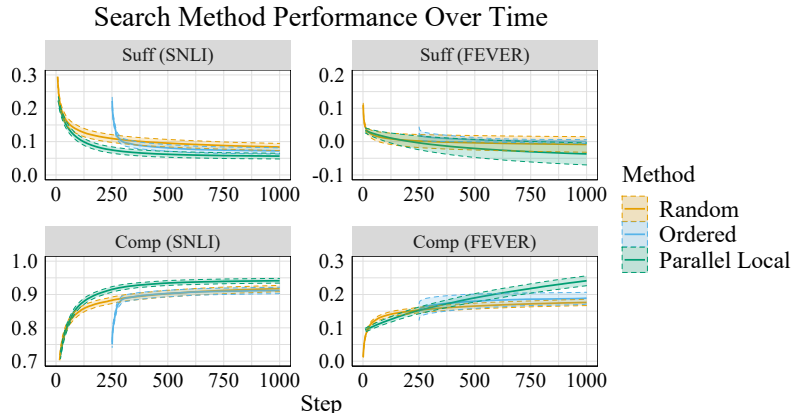 Search Method Performance Over Time
Suff (SNLI)
0.3
0.2
0.1
0.0
0 250 500 750 1000
Suff (FEVER)
0.2
0.1
0.0
-0.1
0 250 500 750 1000
Comp (SNLI)
1.0
0.9
0.8
0.7
0 250 500 750 1000
Comp (FEVER)
0.3
0.2
0.1
0.0
0 250 500 750 1000
Step
Method
Random
Ordered
Parallel Local